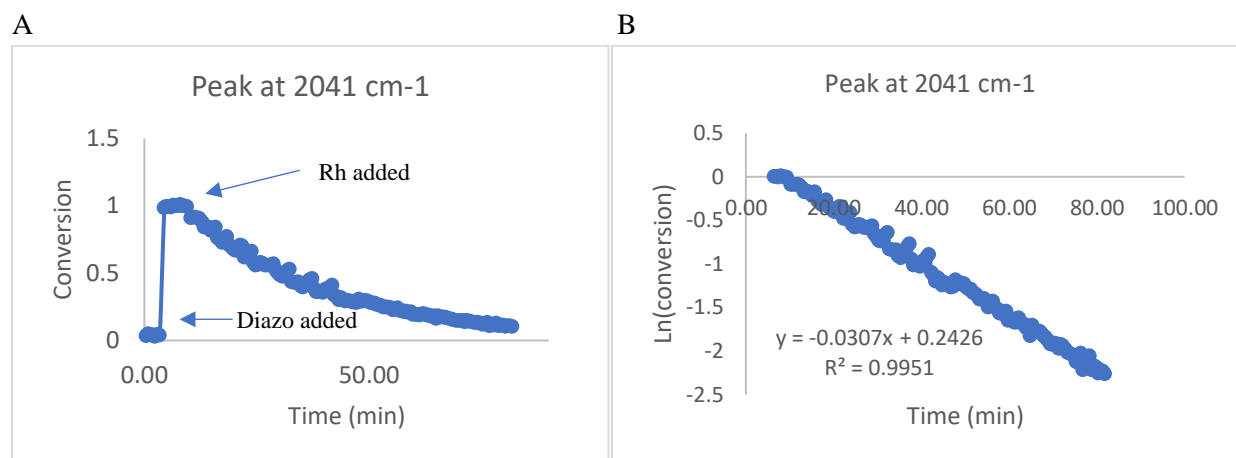 A
Peak at 2041 cm-1
1.5
1
0.5
0
Conversion
Rh added
Diazo added
0.00
50.00
Time (min)
B
Peak at 2041 cm-1
0.5
0
-0.5
-1
-1.5
-2
-2.5
Ln(conversion)
0.00
20.00
40.00
60.00
80.00
100.00
y = -0.0307x + 0.2426
R² = 0.9951
Time (min)